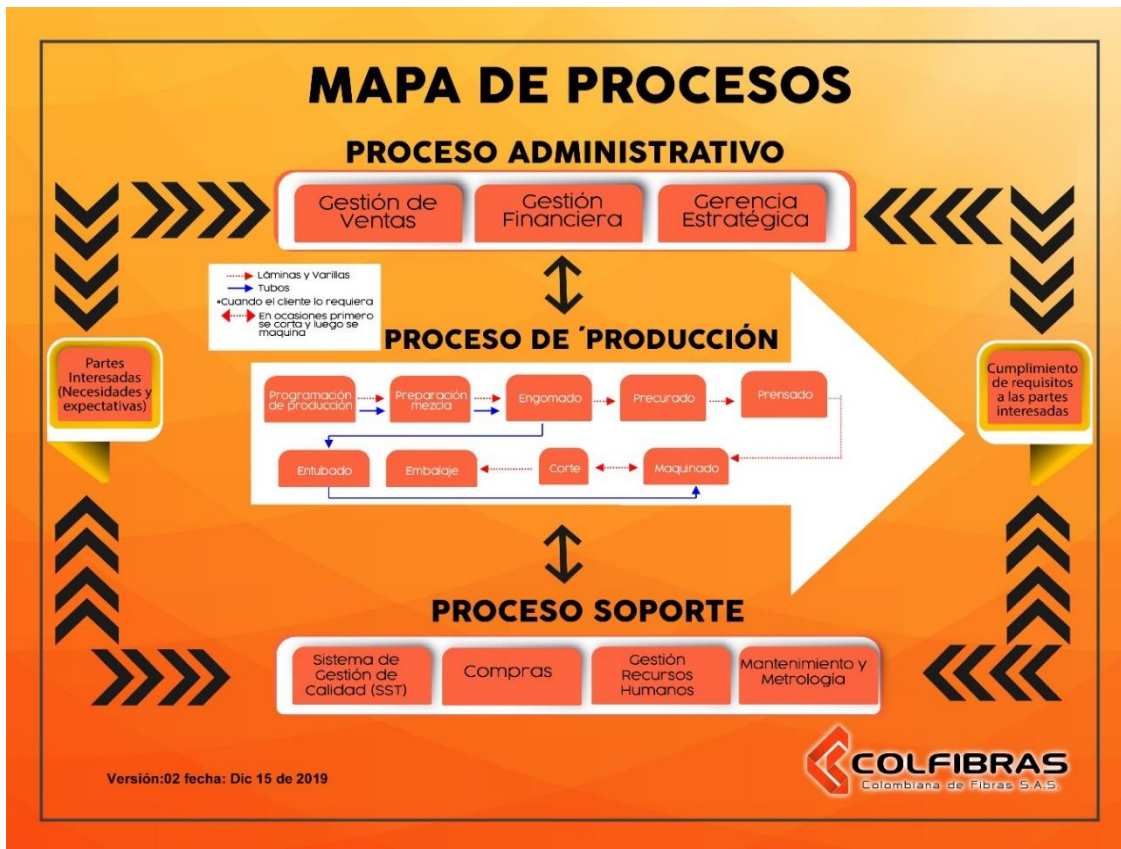 MAPA DE PROCESOS
PROCESO ADMINISTRATIVO
Gestión de
Ventas
Gestión
Financiera
Gerencia
Estratégica
Láminas y Varillas
Tubos
*Cuando el cliente lo requiera
En ocasiones primero
se corta y luego se
maquina
PROCESO DE ´PRODUCCIÓN
Partes
Interesadas
(Necesidades y
expectativas)
Programación
de producción
Preparación
mezcla
Engomado
Precurado
Prensado
Entubado
Embalaje
Corte
Maquinado
Cumplimiento
de requisitos
a las partes
interesadas
PROCESO SOPORTE
Sistema de
Gestión de
Calidad (SST)
Compras
Gestión
Recursos
Humanos
Mantenimiento y
Metrología
Versión:02 fecha: Dic 15 de 2019
COLFIBRAS
Colombiana de Fibras S.A.S.